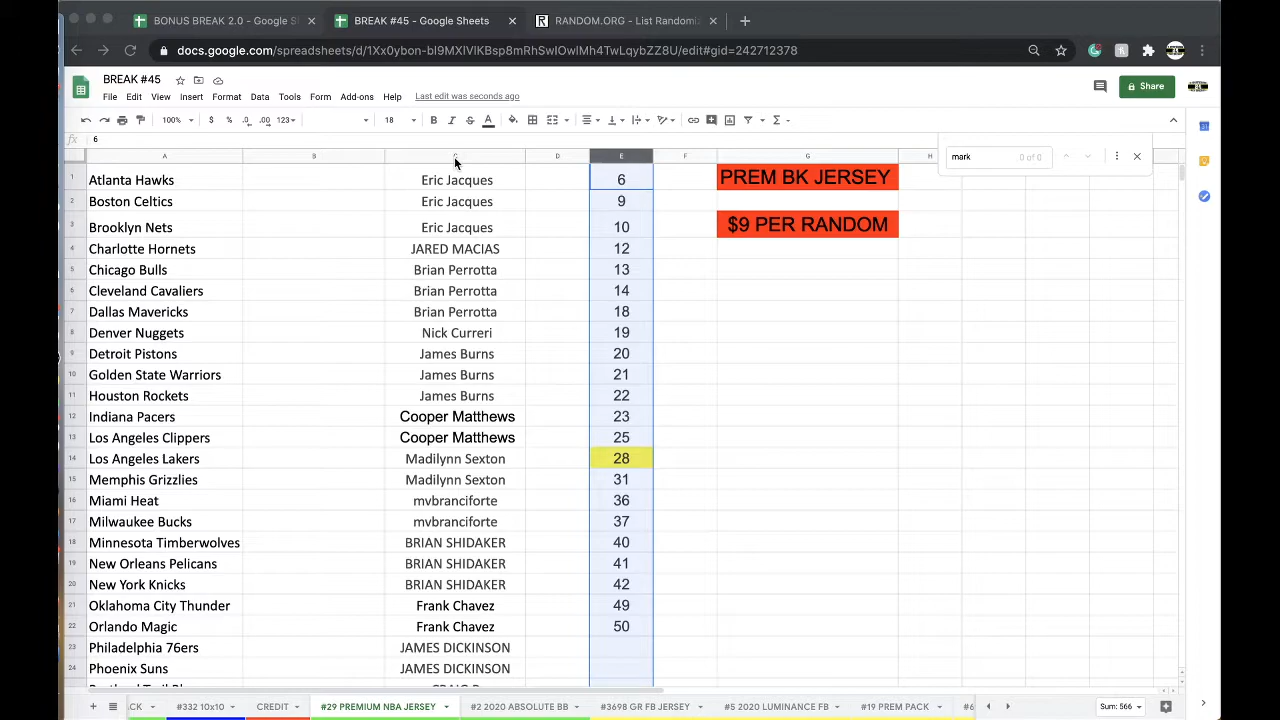 BONUS BREAK 2.0 - Google S
BREAK #45 - Google Sheets
RANDOM.ORG - List Randomi
BREAK #45
File Edit View Insert Format Data Tools Form Add-ons Help Last edit was seconds ago
Share
100% $ % .0 .00 123 18 B I S A
fx 6
mark 0 of 0
A B C D E F G H
1 Atlanta Hawks Eric Jacques 6 PREM BK JERSEY
2 Boston Celtics Eric Jacques 9
3 Brooklyn Nets Eric Jacques 10 $9 PER RANDOM
4 Charlotte Hornets JARED MACIAS 12
5 Chicago Bulls Brian Perrotta 13
6 Cleveland Cavaliers Brian Perrotta 14
7 Dallas Mavericks Brian Perrotta 18
8 Denver Nuggets Nick Curreri 19
9 Detroit Pistons James Burns 20
10 Golden State Warriors James Burns 21
11 Houston Rockets James Burns 22
12 Indiana Pacers Cooper Matthews 23
13 Los Angeles Clippers Cooper Matthews 25
14 Los Angeles Lakers Madilynn Sexton 28
15 Memphis Grizzlies Madilynn Sexton 31
16 Miami Heat mvbranciforte 36
17 Milwaukee Bucks mvbranciforte 37
18 Minnesota Timberwolves BRIAN SHIDAKER 40
19 New Orleans Pelicans BRIAN SHIDAKER 41
20 New York Knicks BRIAN SHIDAKER 42
21 Oklahoma City Thunder Frank Chavez 49
22 Orlando Magic Frank Chavez 50
23 Philadelphia 76ers JAMES DICKINSON
24 Phoenix Suns JAMES DICKINSON
CK #332 10x10 CREDIT #29 PREMIUM NBA JERSEY #2 2020 ABSOLUTE BB #3698 GR FB JERSEY #5 2020 LUMINANCE FB #19 PREM PACK #6 Sum: 566